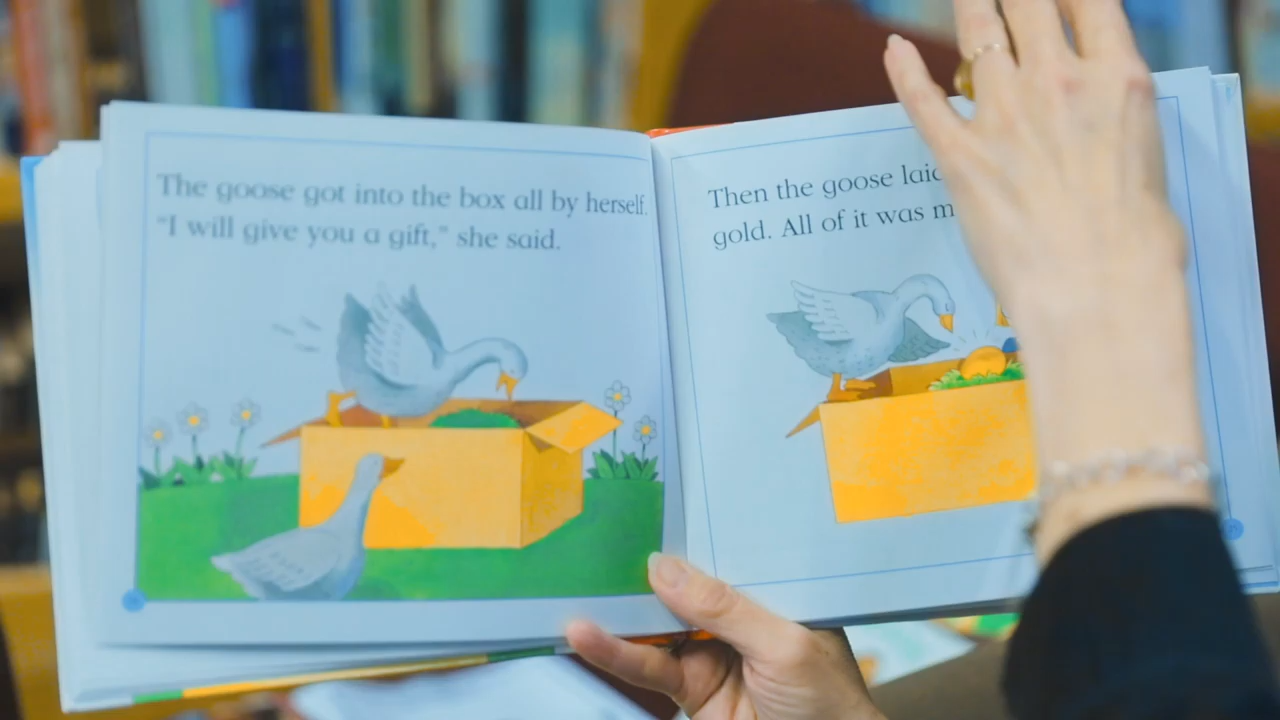 The goose got into the box all by herself.
"I will give you a gift," she said.
Then the goose laid
gold. All of it was m